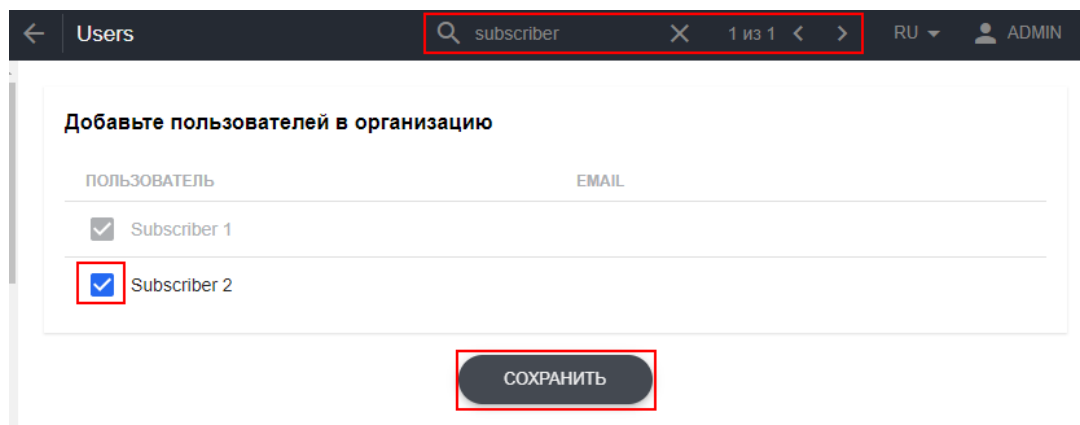 Users subscriber 1 из 1 RU ADMIN
Добавьте пользователей в организацию
ПОЛЬЗОВАТЕЛЬ EMAIL
Subscriber 1
Subscriber 2
СОХРАНИТЬ